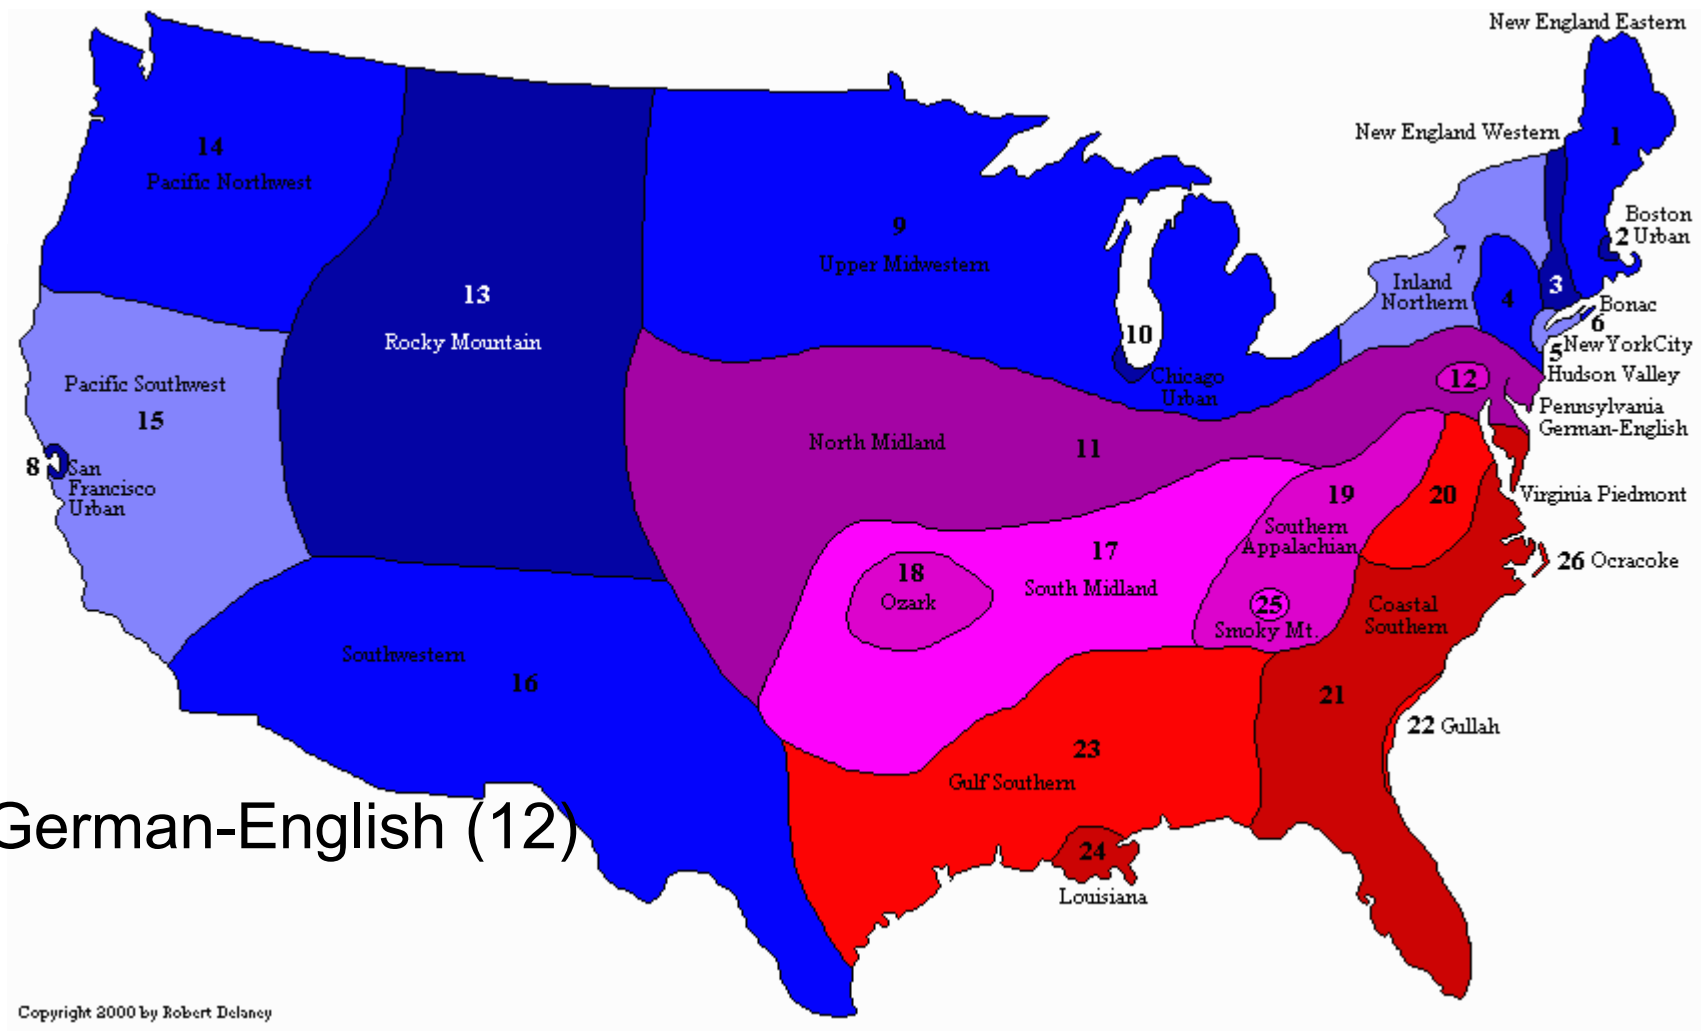 New England Eastern
New England Western
1
14
Pacific Northwest
Boston
2 Urban
9
Upper Midwestern
7
Inland
Northern
4
3
13
Rocky Mountain
Bonac
6
10
5
NewYorkCity
Chicago
Urban
12
Hudson Valley
Pacific Southwest
15
Pennsylvania
German-English
North Midland
11
8
San
Francisco
Urban
19
Southern
Appalachian
20
Virginia Piedmont
17
South Midland
26 Ocracoke
18
Ozark
25
Smoky Mt.
Coastal
Southern
Southwestern
16
21
22 Gullah
23
Gulf Southern
German-English (12)
24
Louisiana
Copyright 2000 by Robert Delaney